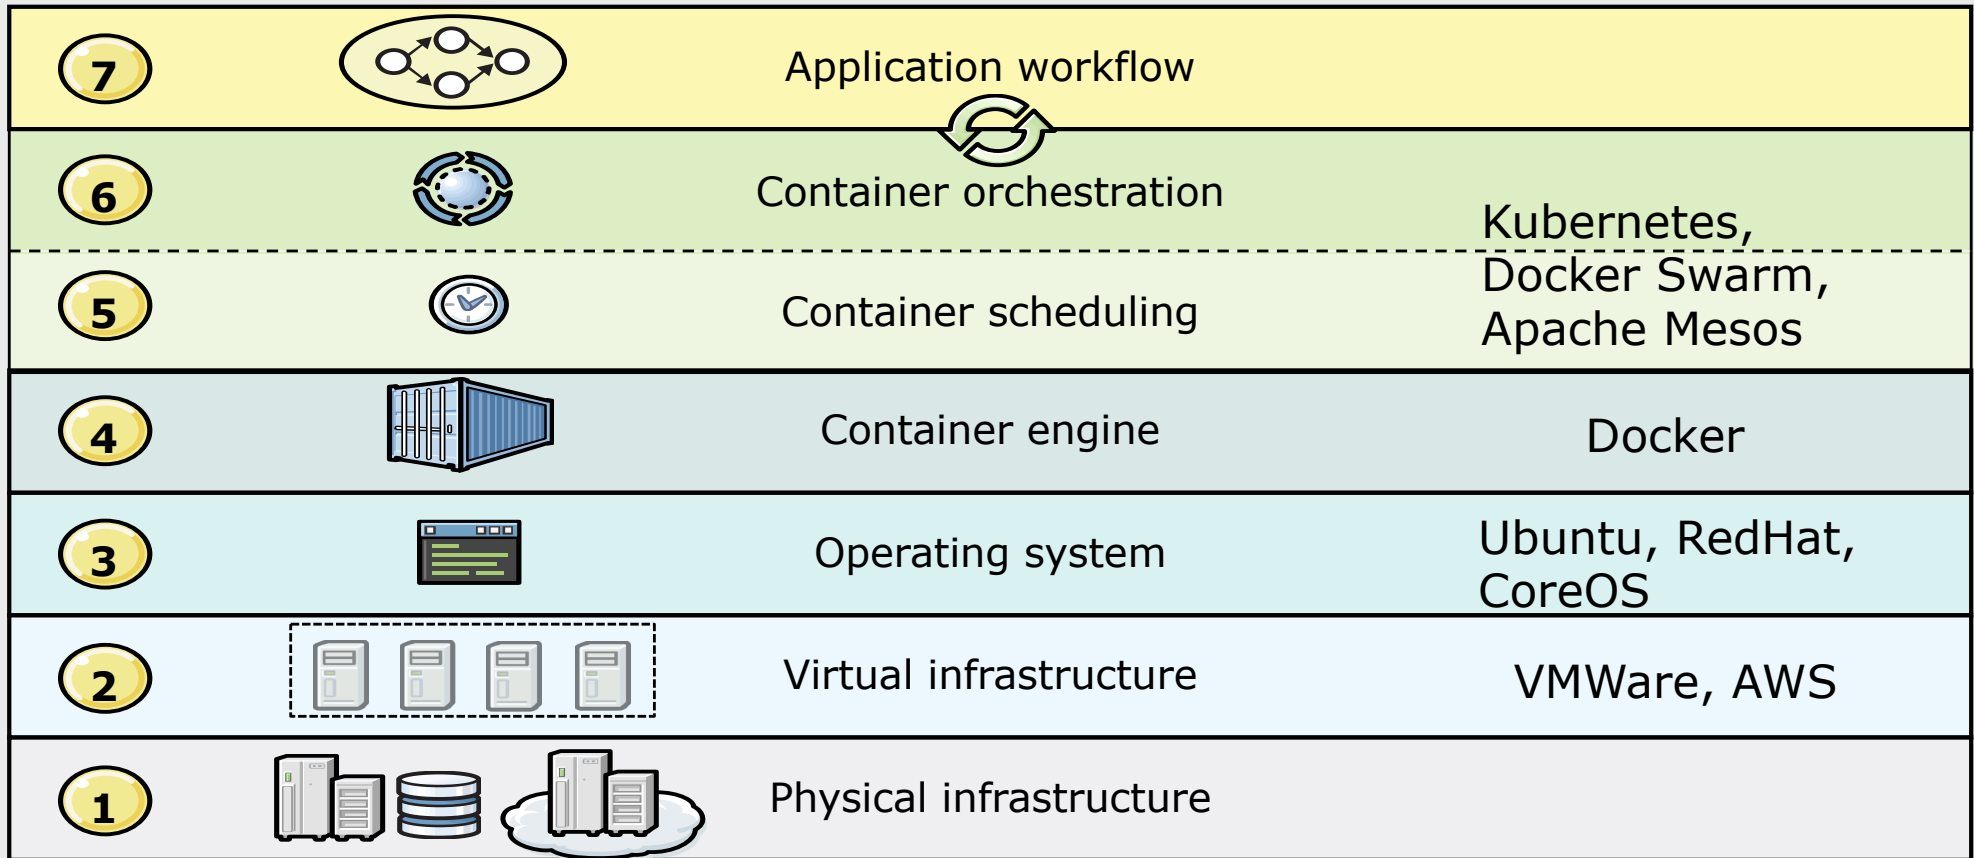 7
Application workflow
6
Container orchestration
Kubernetes,
Docker Swarm,
Apache Mesos
5
Container scheduling
4
Container engine
Docker
3
Operating system
Ubuntu, RedHat,
CoreOS
2
Virtual infrastructure
VMWare, AWS
1
Physical infrastructure